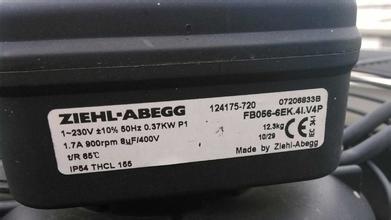 ZIEHL-ABEGG 124175-720 07206833B
1~230V ±10% 50Hz 0.37KW P1 FB056-6EK.4I.V4P
1.7A 900rpm 8µF/400V 12.3kg
t/R 65℃ 10/29 Made by Ziehl-Abegg
IP54 THCL 155